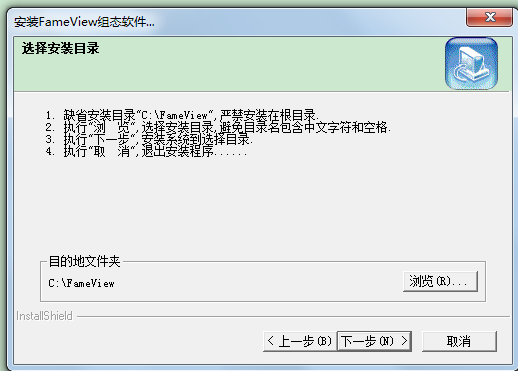 安装FameView组态软件...
选择安装目录
1. 缺省安装目录"C:\FameView",严禁安装在根目录.
2. 执行"浏　览",选择安装目录,避免目录名包含中文字符和空格.
3. 执行"下一步",安装系统到选择目录.
4. 执行"取　消",退出安装程序......
目的地文件夹
C:\FameView 浏览(R)...
InstallShield
< 上一步(B) 下一步(N) > 取消